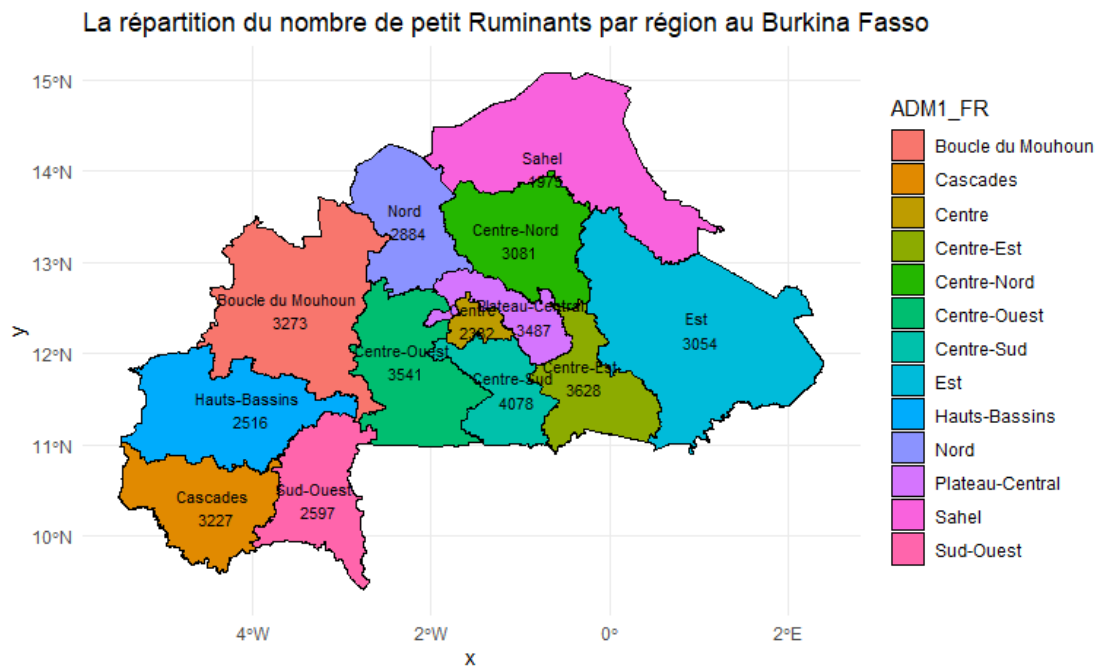 La répartition du nombre de petit Ruminants par région au Burkina Fasso
15°N
14°N
13°N
12°N
11°N
10°N
y
4°W
2°W
0°
2°E
x
Sahel
1975
Nord
2884
Centre-Nord
3081
Boucle du Mouhoun
3273
Plateau-Central
3487
Centre
Est
3054
Centre-Ouest
3541
Centre-Sud
4078
Centre-Est
3628
Hauts-Bassins
2516
Cascades
3227
Sud-Ouest
2597
ADM1_FR
Boucle du Mouhoun
Cascades
Centre
Centre-Est
Centre-Nord
Centre-Ouest
Centre-Sud
Est
Hauts-Bassins
Nord
Plateau-Central
Sahel
Sud-Ouest